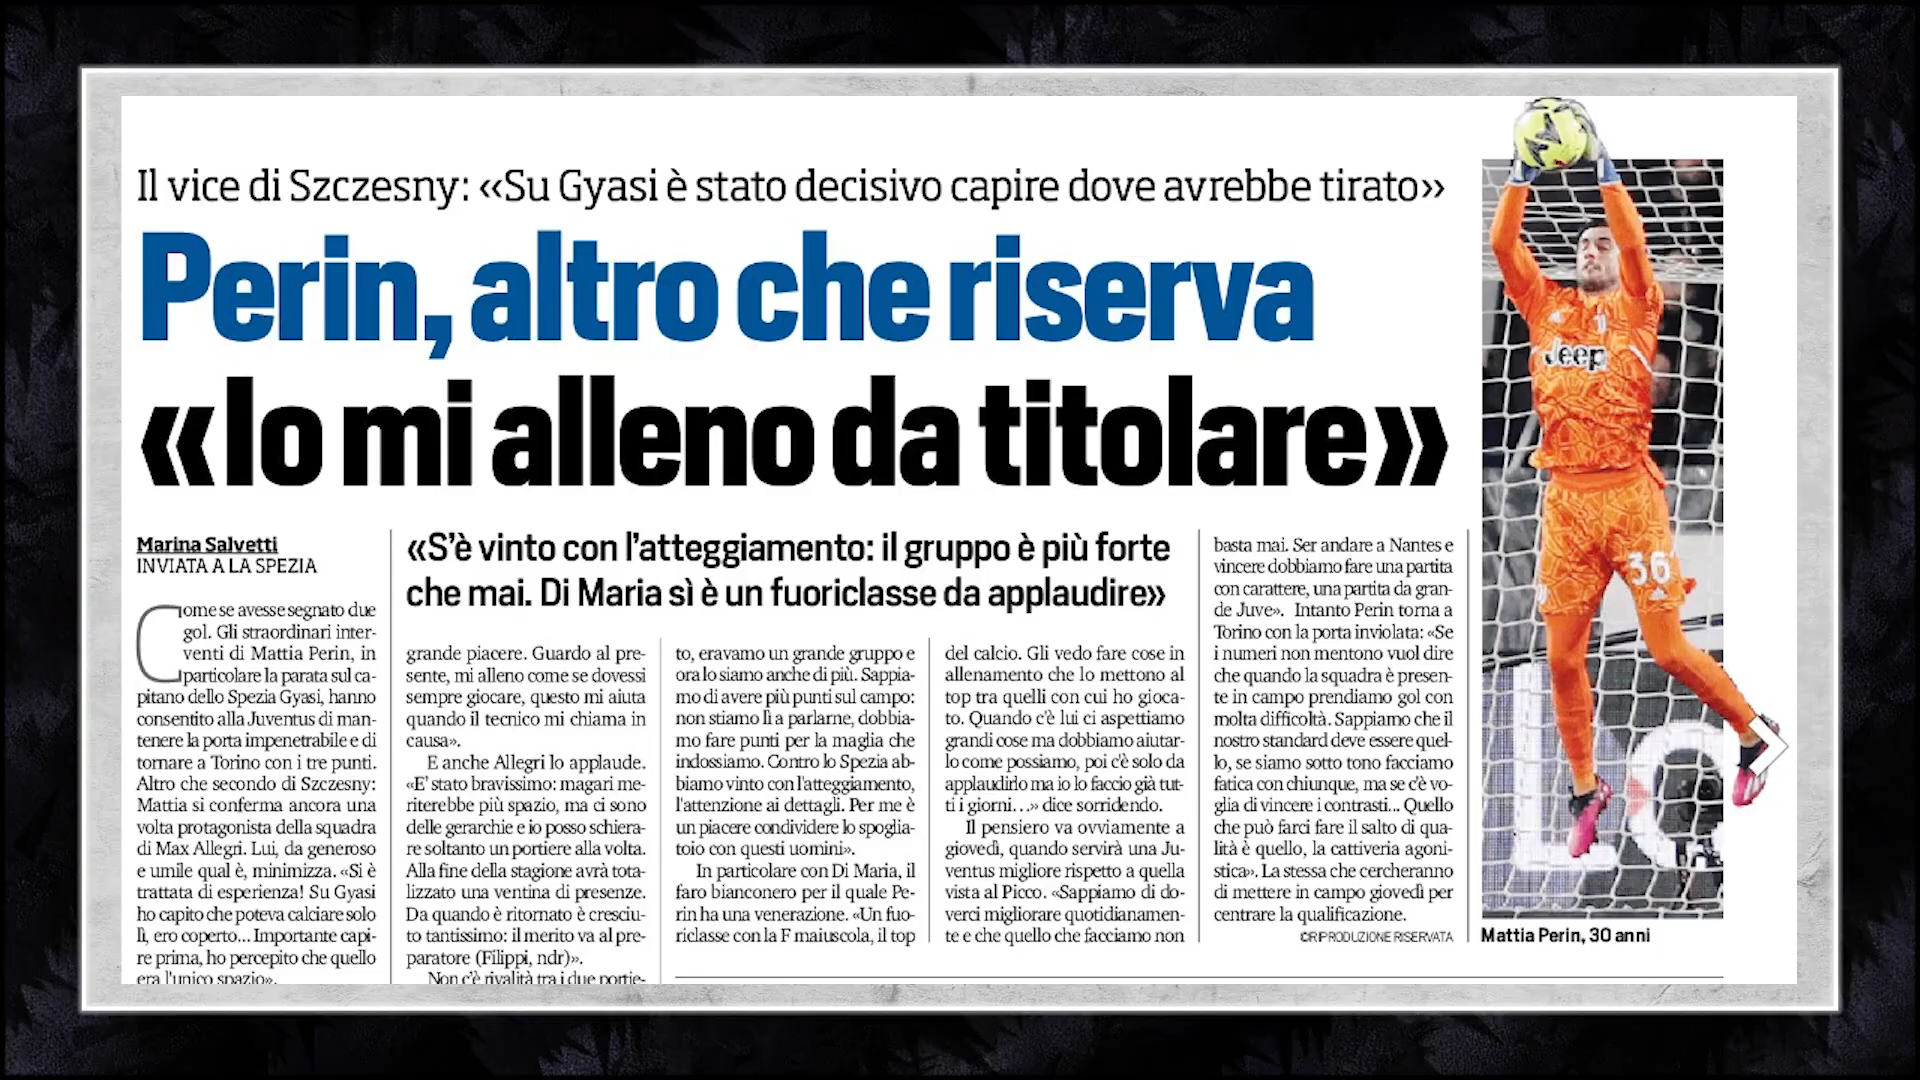 Il vice di Szczesny: «Su Gyasi è stato decisivo capire dove avrebbe tirato»
Perin, altro che riserva
«Io mi alleno da titolare»
Marina Salvetti
INVIATA A LA SPEZIA
«S'è vinto con l'atteggiamento: il gruppo è più forte
che mai. Di Maria sì è un fuoriclasse da applaudire»
Come se avesse segnato due
gol. Gli straordinari inter-
venti di Mattia Perin, in
particolare la parata sul ca-
pitano dello Spezia Gyasi, hanno
consentito alla Juventus di man-
tenere la porta impenetrabile e di
tornare a Torino con i tre punti.
Altro che secondo di Szczesny:
Mattia si conferma ancora una
volta protagonista della squadra
di Max Allegri. Lui, da generoso
e umile qual è, minimizza. «Si è
trattata di esperienza! Su Gyasi
ho capito che poteva calciare solo
lì, ero coperto... Importante capi-
re prima, ho percepito che quello
era l'unico spazio».
grande piacere. Guardo al pre-
sente, mi alleno come se dovessi
sempre giocare, questo mi aiuta
quando il tecnico mi chiama in
causa».
E anche Allegri lo applaude.
«E' stato bravissimo: magari me-
riterebbe più spazio, ma ci sono
delle gerarchie e io posso schiera-
re soltanto un portiere alla volta.
Alla fine della stagione avrà tota-
lizzato una ventina di presenze.
Da quando è ritornato è cresciu-
to tantissimo: il merito va al pre-
paratore (Filippi, ndr)».
Non c'è rivalità tra i due portie-
to, eravamo un grande gruppo e
ora lo siamo anche di più. Sappia-
mo di avere più punti sul campo:
non stiamo lì a parlarne, dobbia-
mo fare punti per la maglia che
indossiamo. Contro lo Spezia ab-
biamo vinto con l'atteggiamento,
l'attenzione ai dettagli. Per me è
un piacere condividere lo spoglia-
toio con questi uomini».
In particolare con Di Maria, il
faro bianconero per il quale Pe-
rin ha una venerazione. «Un fuo-
riclasse con la F maiuscola, il top
del calcio. Gli vedo fare cose in
allenamento che lo mettono al
top tra quelli con cui ho gioca-
to. Quando c'è lui ci aspettiamo
grandi cose ma dobbiamo aiutar-
lo come possiamo, poi c'è solo da
applaudirlo ma io lo faccio già tut-
ti i giorni...» dice sorridendo.
Il pensiero va ovviamente a
giovedì, quando servirà una Ju-
ventus migliore rispetto a quella
vista al Picco. «Sappiamo di do-
verci migliorare quotidianamen-
te e che quello che facciamo non
basta mai. Ser andare a Nantes e
vincere dobbiamo fare una partita
con carattere, una partita da gran-
de Juve». Intanto Perin torna a
Torino con la porta inviolata: «Se
i numeri non mentono vuol dire
che quando la squadra è presen-
te in campo prendiamo gol con
molta difficoltà. Sappiamo che il
nostro standard deve essere quel-
lo, se siamo sotto tono facciamo
fatica con chiunque, ma se c'è vo-
glia di vincere i contrasti... Quello
che può farci fare il salto di qua-
lità è quello, la cattiveria agoni-
stica». La stessa che cercheranno
di mettere in campo giovedì per
centrare la qualificazione.
©RIPRODUZIONE RISERVATA
Jeep
36
Mattia Perin, 30 anni